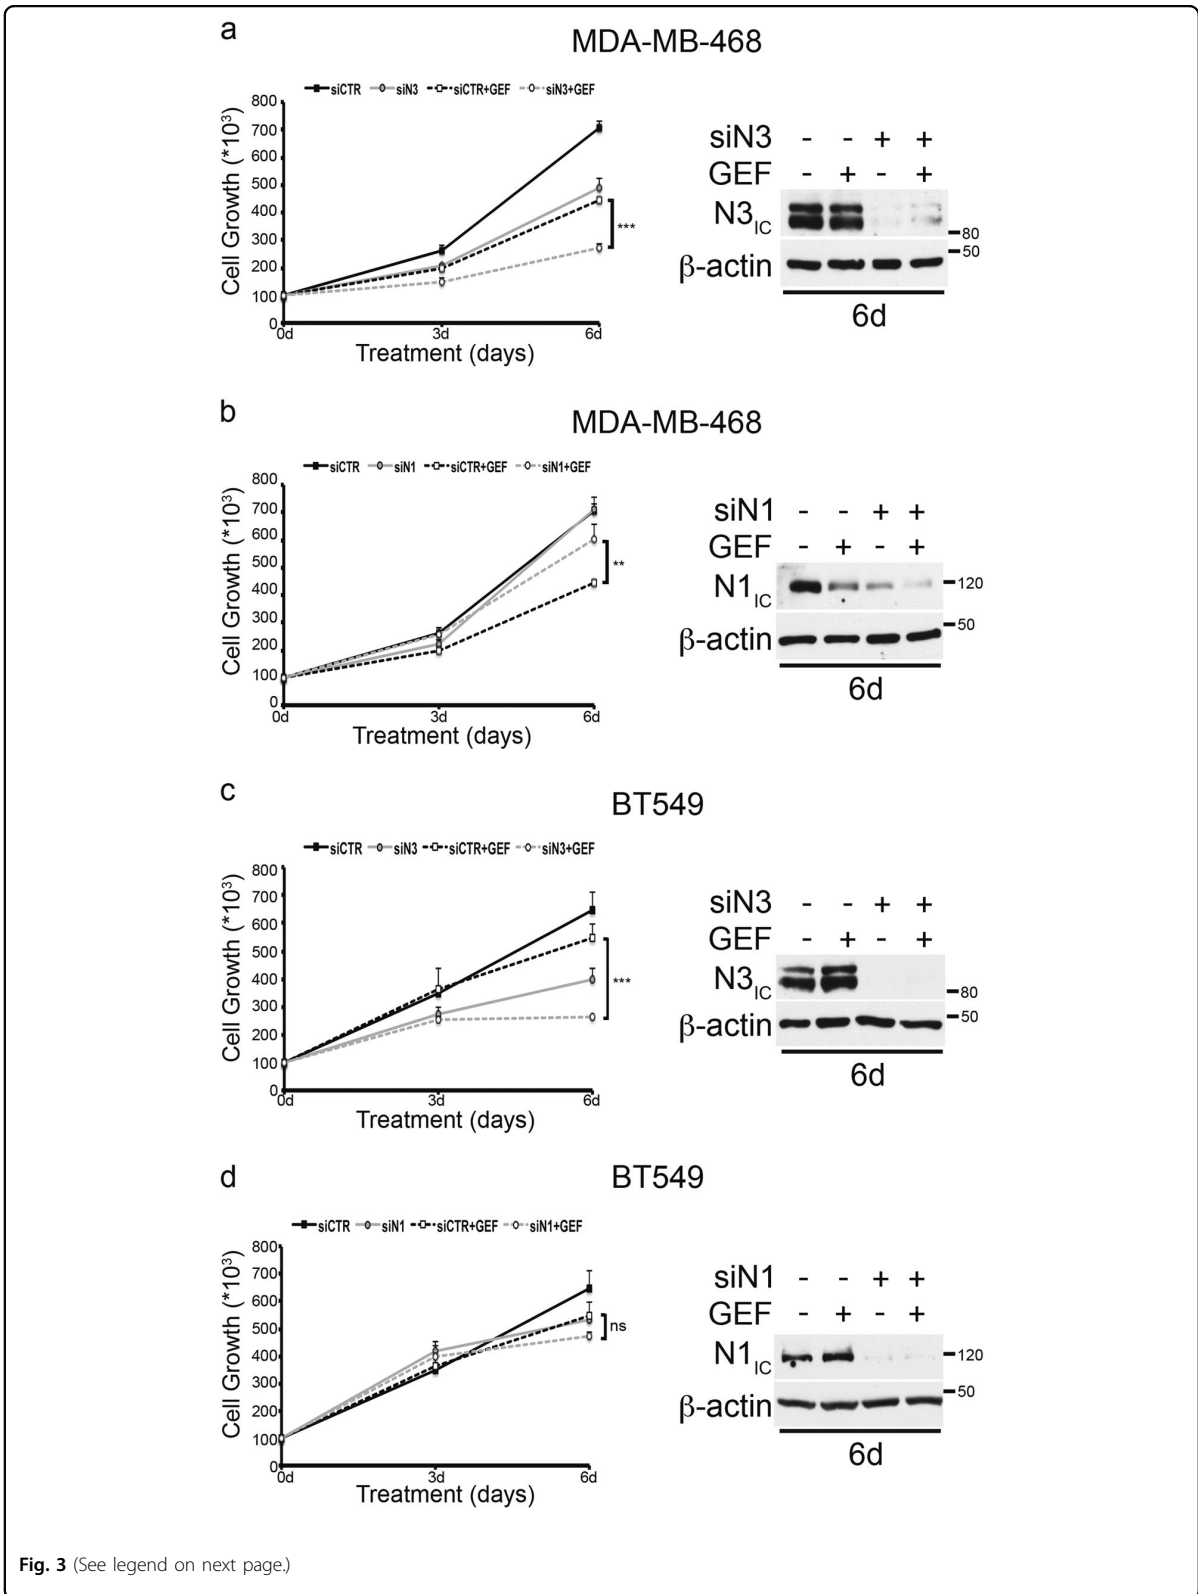 a
MDA-MB-468
siCTR siN3 siCTR+GEF siN3+GEF
Cell Growth (*10³)
800
700
600
500
400
300
200
100
0
***
0d 3d 6d
Treatment (days)
siN3 - - + +
GEF - + - +
N3IC
80
50
β-actin
6d
b
MDA-MB-468
siCTR siN1 siCTR+GEF siN1+GEF
Cell Growth (*10³)
800
700
600
500
400
300
200
100
0
**
0d 3d 6d
Treatment (days)
siN1 - - + +
GEF - + - +
N1IC
120
50
β-actin
6d
c
BT549
siCTR siN3 siCTR+GEF siN3+GEF
Cell Growth (*10³)
800
700
600
500
400
300
200
100
0
***
0d 3d 6d
Treatment (days)
siN3 - - + +
GEF - + - +
N3IC
80
50
β-actin
6d
d
BT549
siCTR siN1 siCTR+GEF siN1+GEF
Cell Growth (*10³)
800
700
600
500
400
300
200
100
0
ns
0d 3d 6d
Treatment (days)
siN1 - - + +
GEF - + - +
N1IC
120
50
β-actin
6d
Fig. 3 (See legend on next page.)